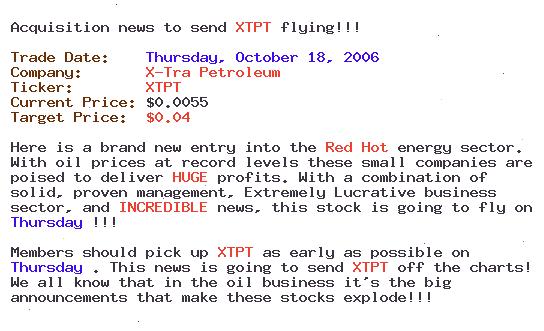 Acquisition news to send XTPT flying!!!
Trade Date: Thursday, October 18, 2006
Company: X-Tra Petroleum
Ticker: XTPT
Current Price: $0.0055
Target Price: $0.04
Here is a brand new entry into the Red Hot energy sector.
With oil prices at record levels these small companies are
poised to deliver HUGE profits. With a combination of
solid, proven management, Extremely Lucrative business
sector, and INCREDIBLE news, this stock is going to fly on
Thursday !!!
Members should pick up XTPT as early as possible on
Thursday . This news is going to send XTPT off the charts!
We all know that in the oil business it's the big
announcements that make these stocks explode!!!